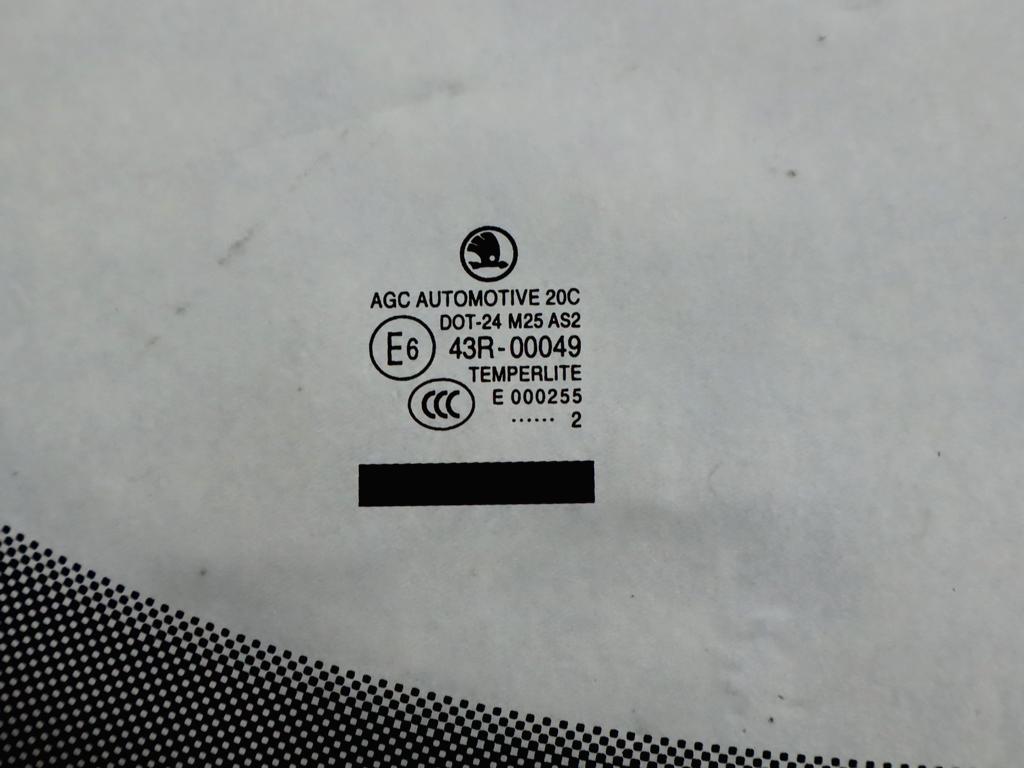 AGC AUTOMOTIVE 20C
DOT-24 M25 AS2
E6 43R-00049
TEMPERLITE
CCC E 000255
...... 2